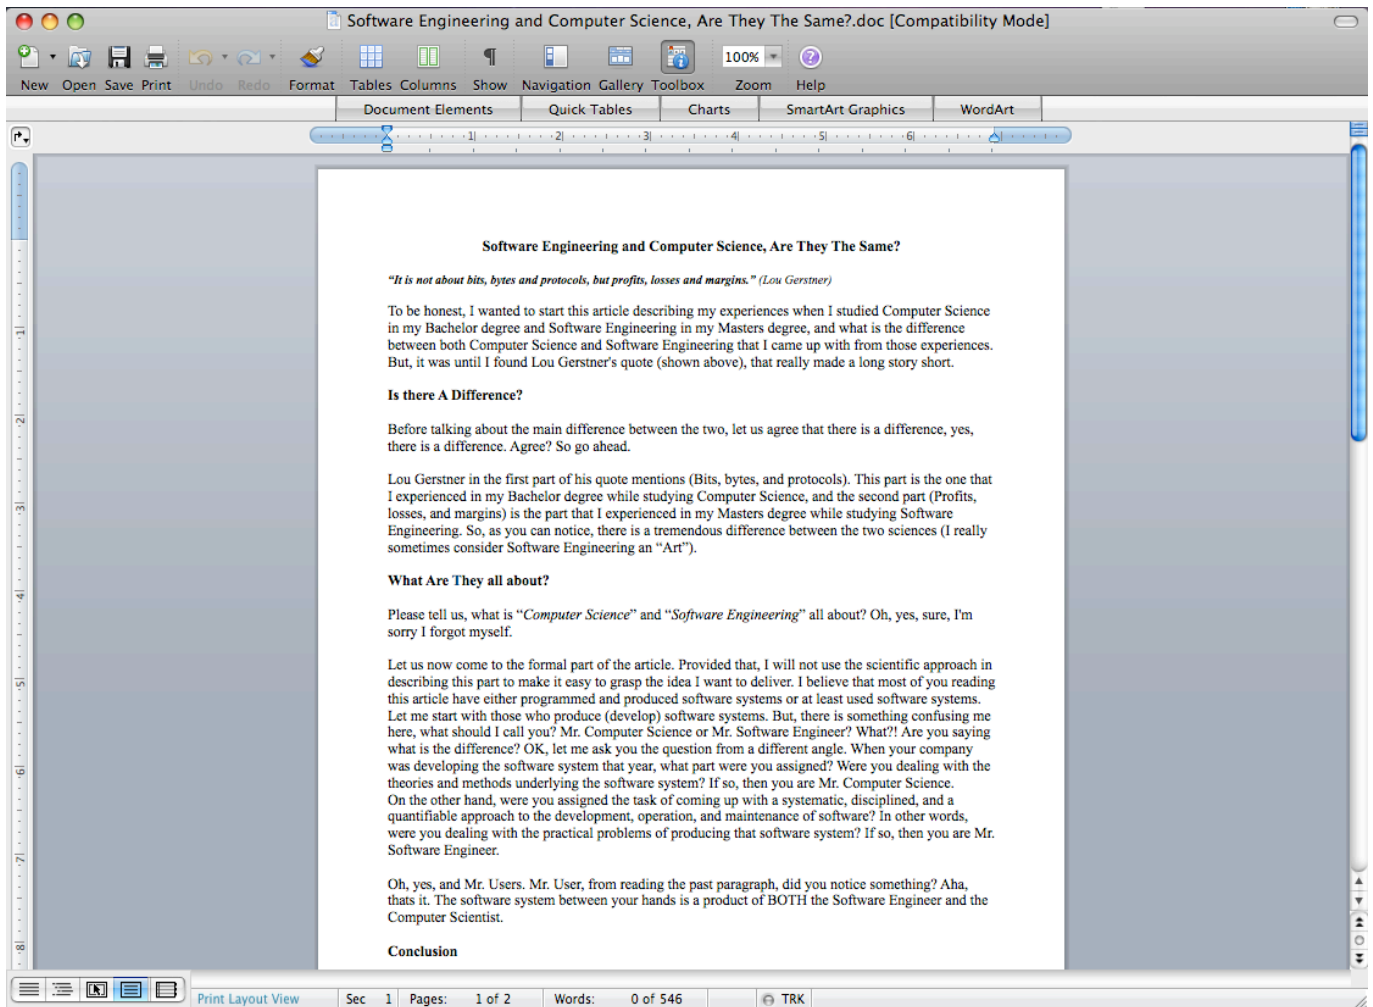 Software Engineering and Computer Science, Are They The Same?.doc [Compatibility Mode]
100%
New Open Save Print Undo Redo Format Tables Columns Show Navigation Gallery Toolbox Zoom Help
Document Elements Quick Tables Charts SmartArt Graphics WordArt
1 2 3 4 5 6
Software Engineering and Computer Science, Are They The Same?
“It is not about bits, bytes and protocols, but profits, losses and margins.” (Lou Gerstner)
To be honest, I wanted to start this article describing my experiences when I studied Computer Science
in my Bachelor degree and Software Engineering in my Masters degree, and what is the difference
between both Computer Science and Software Engineering that I came up with from those experiences.
But, it was until I found Lou Gerstner's quote (shown above), that really made a long story short.
Is there A Difference?
Before talking about the main difference between the two, let us agree that there is a difference, yes,
there is a difference. Agree? So go ahead.
Lou Gerstner in the first part of his quote mentions (Bits, bytes, and protocols). This part is the one that
I experienced in my Bachelor degree while studying Computer Science, and the second part (Profits,
losses, and margins) is the part that I experienced in my Masters degree while studying Software
Engineering. So, as you can notice, there is a tremendous difference between the two sciences (I really
sometimes consider Software Engineering an “Art”).
What Are They all about?
Please tell us, what is “Computer Science” and “Software Engineering” all about? Oh, yes, sure, I'm
sorry I forgot myself.
Let us now come to the formal part of the article. Provided that, I will not use the scientific approach in
describing this part to make it easy to grasp the idea I want to deliver. I believe that most of you reading
this article have either programmed and produced software systems or at least used software systems.
Let me start with those who produce (develop) software systems. But, there is something confusing me
here, what should I call you? Mr. Computer Science or Mr. Software Engineer? What?! Are you saying
what is the difference? OK, let me ask you the question from a different angle. When your company
was developing the software system that year, what part were you assigned? Were you dealing with the
theories and methods underlying the software system? If so, then you are Mr. Computer Science.
On the other hand, were you assigned the task of coming up with a systematic, disciplined, and a
quantifiable approach to the development, operation, and maintenance of software? In other words,
were you dealing with the practical problems of producing that software system? If so, then you are Mr.
Software Engineer.
Oh, yes, and Mr. Users. Mr. User, from reading the past paragraph, did you notice something? Aha,
thats it. The software system between your hands is a product of BOTH the Software Engineer and the
Computer Scientist.
Conclusion
1
2
3
4
5
6
7
8
Print Layout View Sec 1 Pages: 1 of 2 Words: 0 of 546 TRK